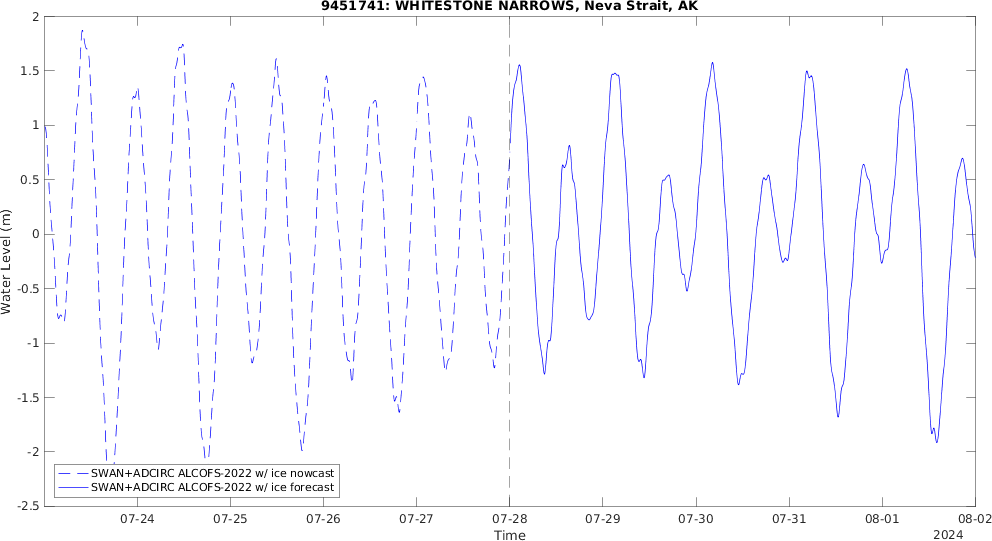 9451741: WHITESTONE NARROWS, Neva Strait, AK
2
1.5
1
0.5
0
-0.5
-1
-1.5
-2
-2.5
Water Level (m)
SWAN+ADCIRC ALCOFS-2022 w/ ice nowcast
SWAN+ADCIRC ALCOFS-2022 w/ ice forecast
07-24 07-25 07-26 07-27 07-28 07-29 07-30 07-31 08-01 08-02
Time
2024